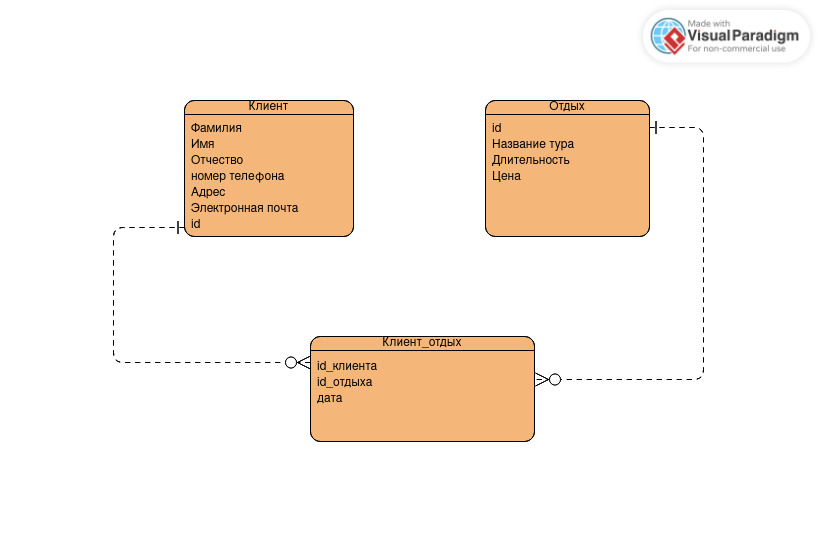 Made with
Visual Paradigm
For non-commercial use
Клиент
Фамилия
Имя
Отчество
номер телефона
Адрес
Электронная почта
id
Отдых
id
Название тура
Длительность
Цена
Клиент_отдых
id_клиента
id_отдыха
дата